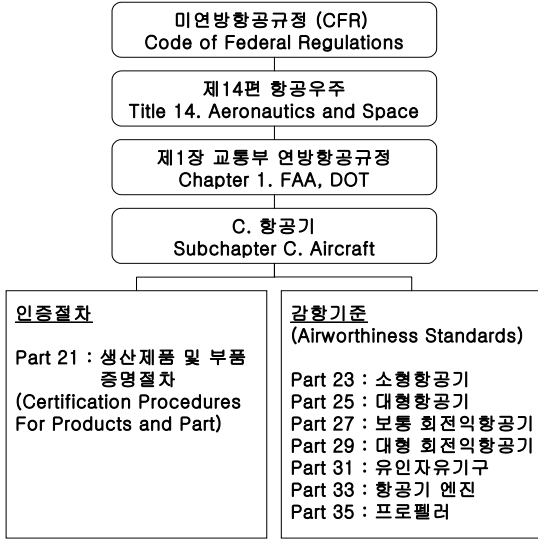 미연방항공규정 (CFR)
Code of Federal Regulations
제14편 항공우주
Title 14. Aeronautics and Space
제1장 교통부 연방항공규정
Chapter 1. FAA, DOT
C. 항공기
Subchapter C. Aircraft
인증절차
Part 21 : 생산제품 및 부품
증명절차
(Certification Procedures
For Products and Part)
감항기준
(Airworthiness Standards)
Part 23 : 소형항공기
Part 25 : 대형항공기
Part 27 : 보통 회전익항공기
Part 29 : 대형 회전익항공기
Part 31 : 유인자유기구
Part 33 : 항공기 엔진
Part 35 : 프로펠러